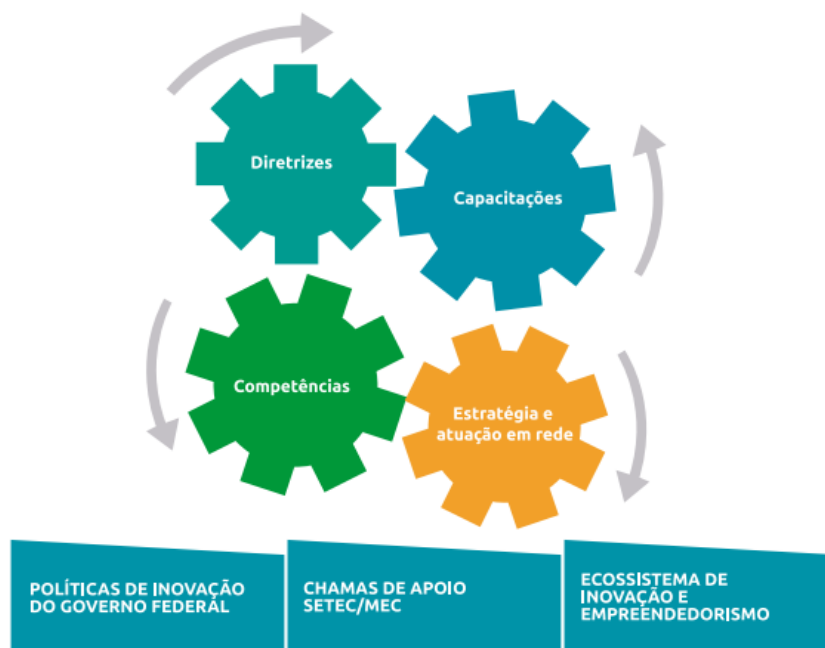 Diretrizes
Capacitações
Competências
Estratégia e
atuação em rede
POLÍTICAS DE INOVAÇÃO
DO GOVERNO FEDERAL
CHAMAS DE APOIO
SETEC/MEC
ECOSSISTEMA DE
INOVAÇÃO E
EMPREENDEDORISMO